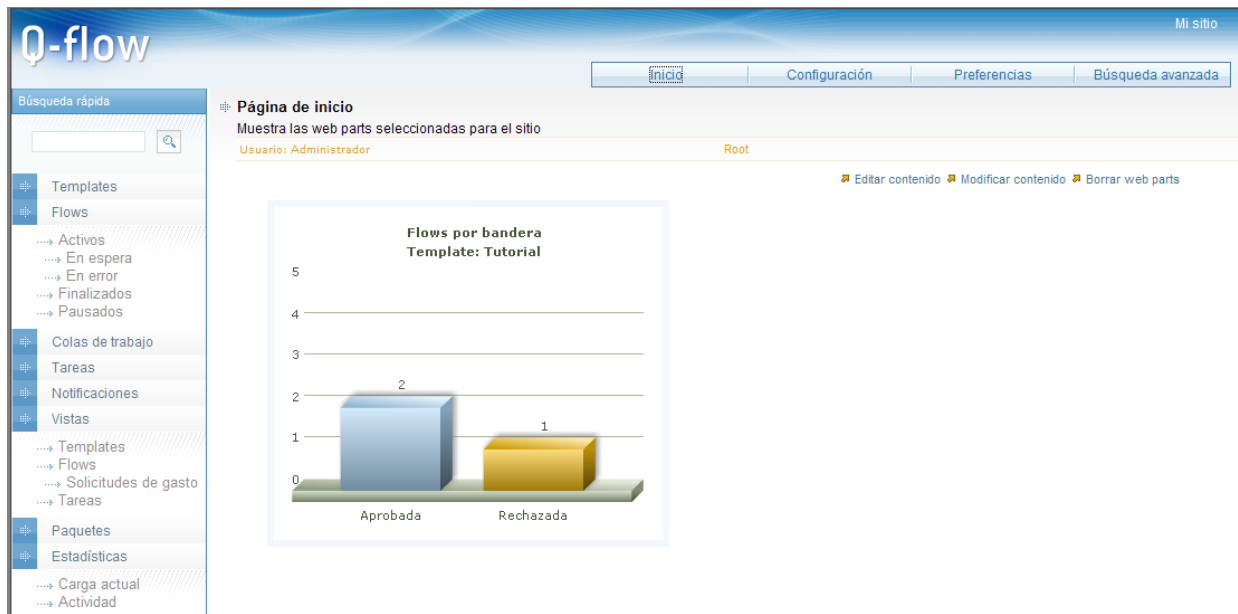 Q-flow
Mi sitio
Inicio
Configuración
Preferencias
Búsqueda avanzada
Búsqueda rápida
Templates
Flows
Activos
En espera
En error
Finalizados
Pausados
Colas de trabajo
Tareas
Notificaciones
Vistas
Templates
Flows
Solicitudes de gasto
Tareas
Paquetes
Estadísticas
Carga actual
Actividad
Página de inicio
Muestra las web parts seleccionadas para el sitio
Usuario: Administrador
Root
Editar contenido
Modificar contenido
Borrar web parts
Flows por bandera
Template: Tutorial
5
4
3
2
1
0
2
1
Aprobada
Rechazada